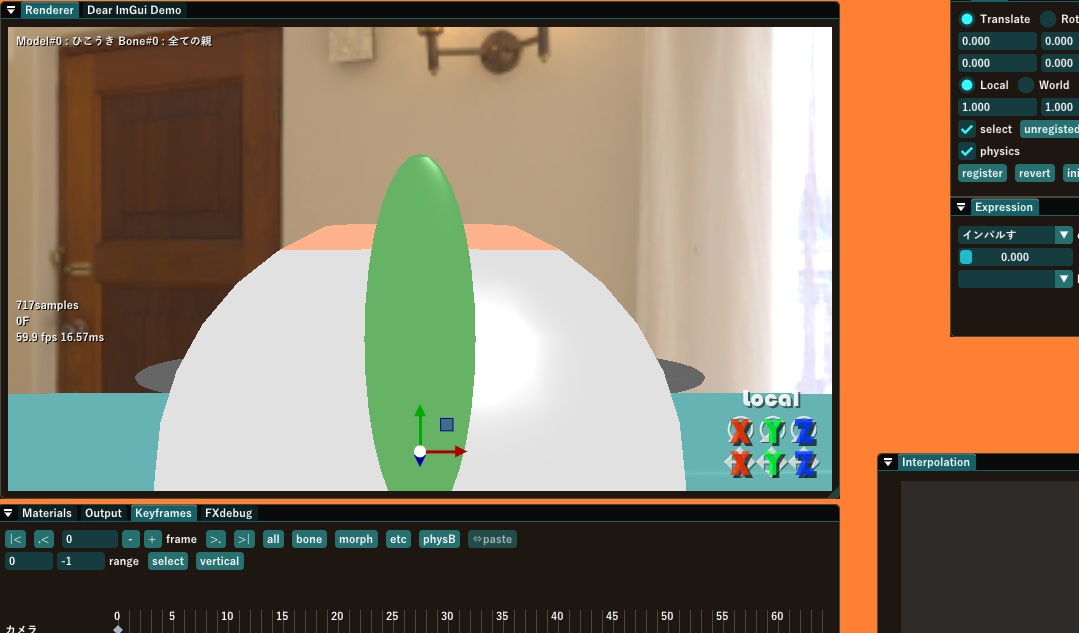 Renderer Dear ImGui Demo
Model#0 : ひこうき Bone#0 : 全ての親
717samples
0F
59.9 fps 16.57ms
Local
X Y Z
X Y Z
Translate Rot
0.000 0.000
0.000 0.000
Local World
1.000 1.000
select unregisted
physics
register revert ini
Expression
インパルす
0.000
Interpolation
Materials Output Keyframes FXdebug
|< .< 0 - + frame >. >| all bone morph etc physB ⇔paste
0 -1 range select vertical
0 5 10 15 20 25 30 35 40 45 50 55 60
カメラ